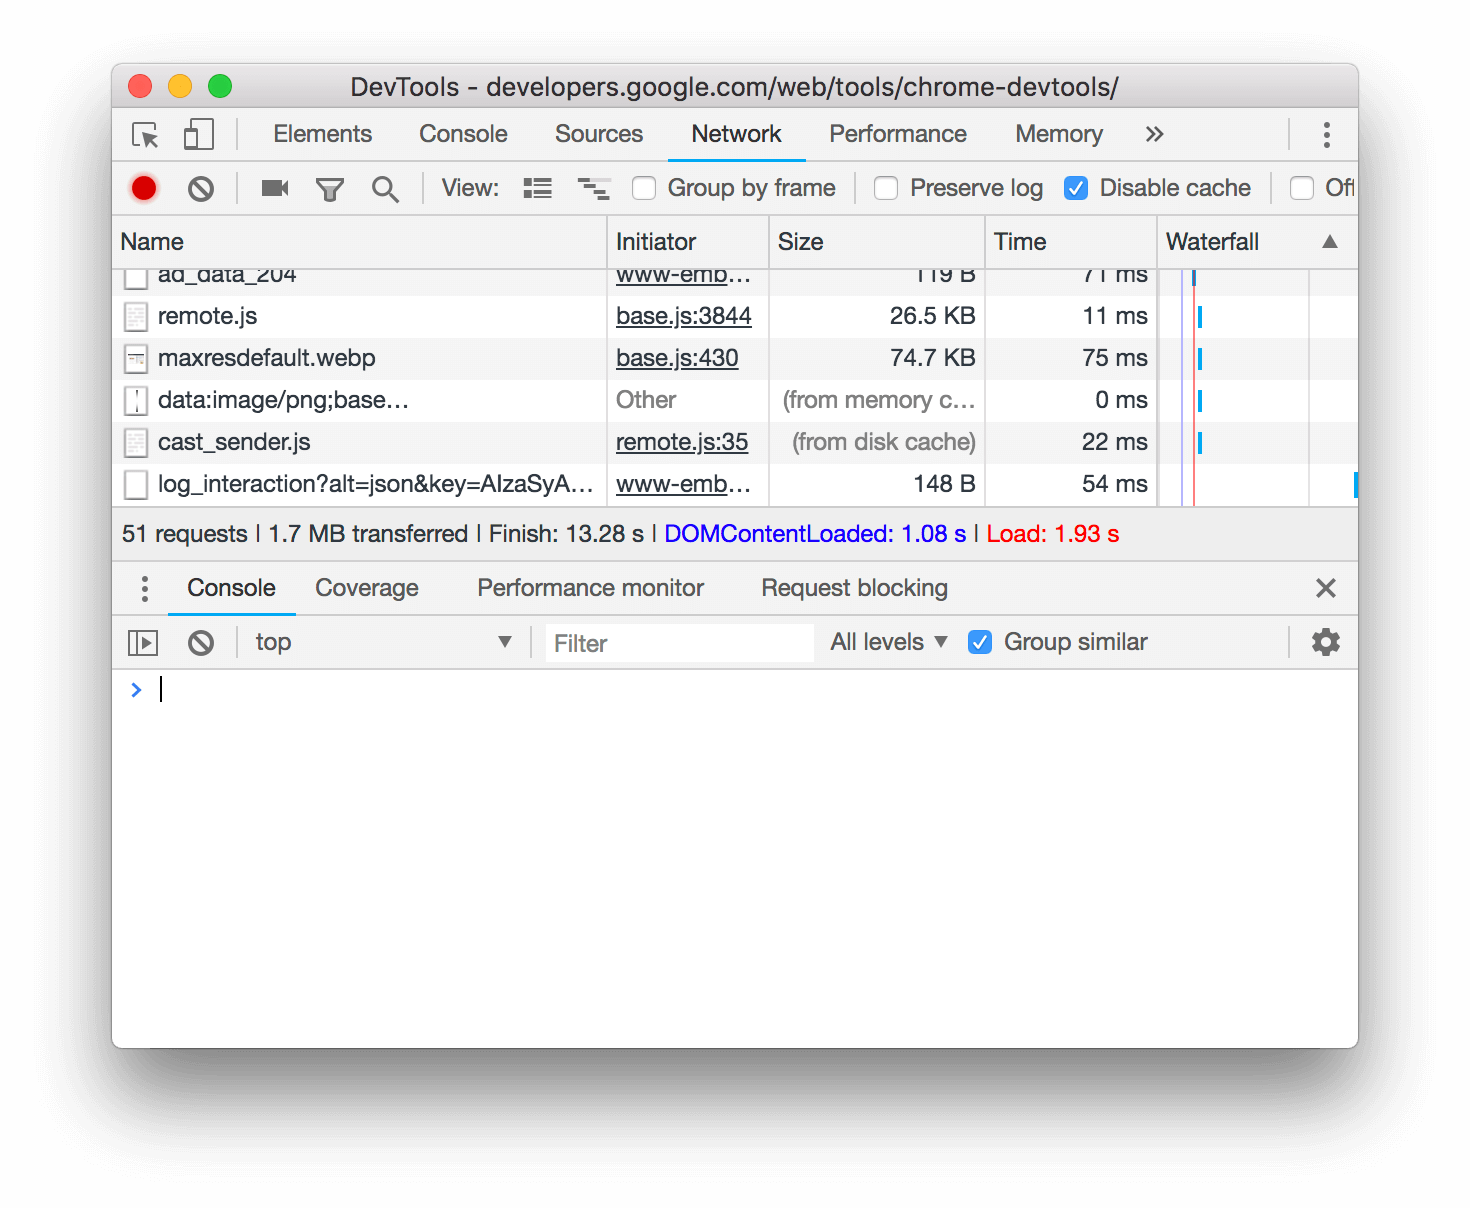 DevTools - developers.google.com/web/tools/chrome-devtools/
Elements Console Sources Network Performance Memory »
View: Group by frame Preserve log Disable cache Of
Name Initiator Size Time Waterfall ▲
ad_data_204 www-emb… 119 B 71 ms
remote.js base.js:3844 26.5 KB 11 ms
maxresdefault.webp base.js:430 74.7 KB 75 ms
data:image/png;base… Other (from memory c… 0 ms
cast_sender.js remote.js:35 (from disk cache) 22 ms
log_interaction?alt=json&key=AIzaSyA… www-emb… 148 B 54 ms
51 requests | 1.7 MB transferred | Finish: 13.28 s | DOMContentLoaded: 1.08 s | Load: 1.93 s
Console Coverage Performance monitor Request blocking
top ▼ Filter All levels ▼ Group similar
>